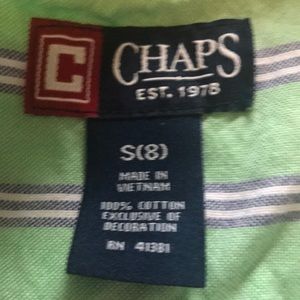 C CHAPS
EST. 1978
S(8)
MADE IN
VIETNAM
100% COTTON
EXCLUSIVE OF
DECORATION
RN 41381